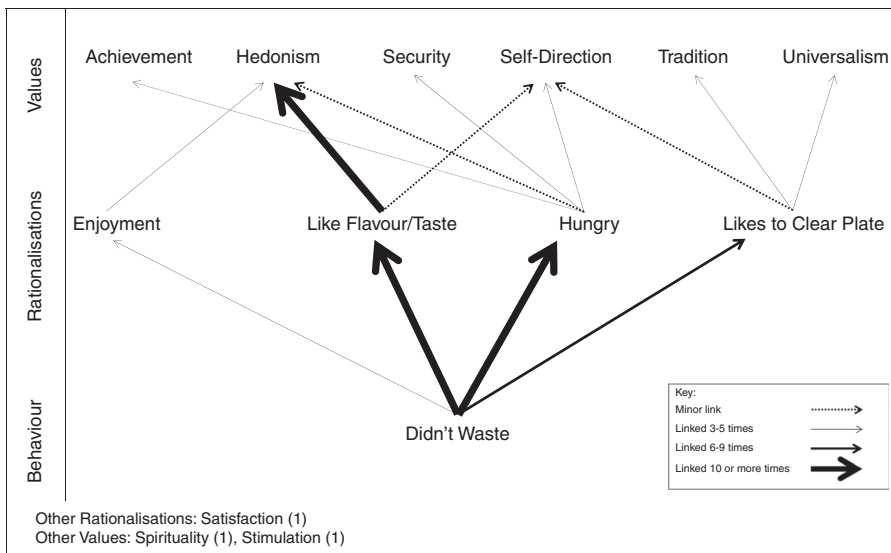 Values
Achievement Hedonism Security Self-Direction Tradition Universalism
Rationalisations
Enjoyment Like Flavour/Taste Hungry Likes to Clear Plate
Behaviour
Didn't Waste
Key:
Minor link
Linked 3-5 times
Linked 6-9 times
Linked 10 or more times
Other Rationalisations: Satisfaction (1)
Other Values: Spirituality (1), Stimulation (1)